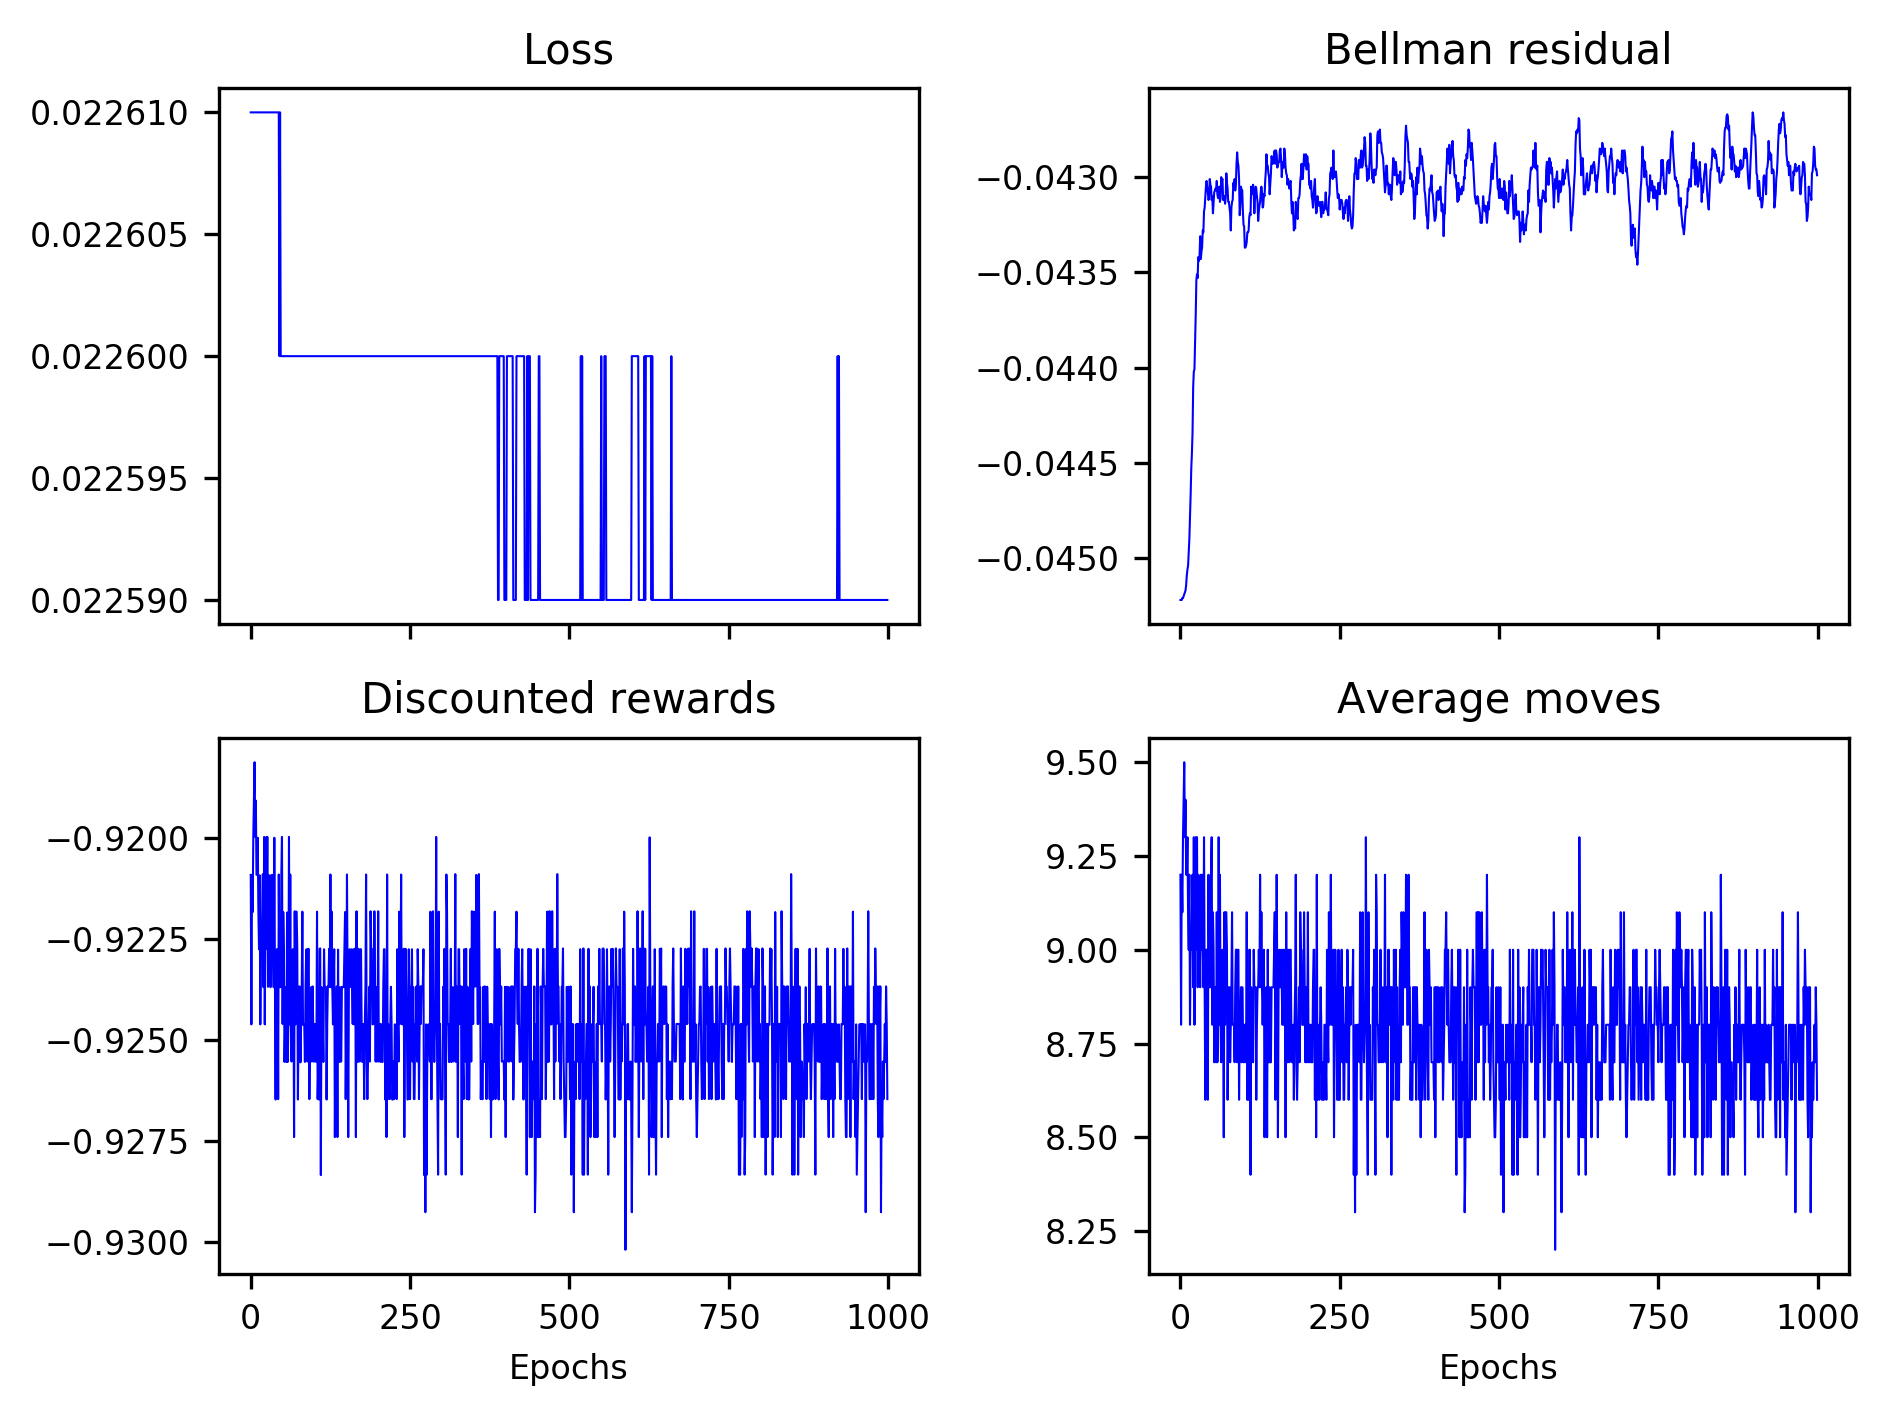 Loss
0.022610
0.022605
0.022600
0.022595
0.022590
Bellman residual
−0.0430
−0.0435
−0.0440
−0.0445
−0.0450
Discounted rewards
−0.9200
−0.9225
−0.9250
−0.9275
−0.9300
0 250 500 750 1000
Epochs
Average moves
9.50
9.25
9.00
8.75
8.50
8.25
0 250 500 750 1000
Epochs